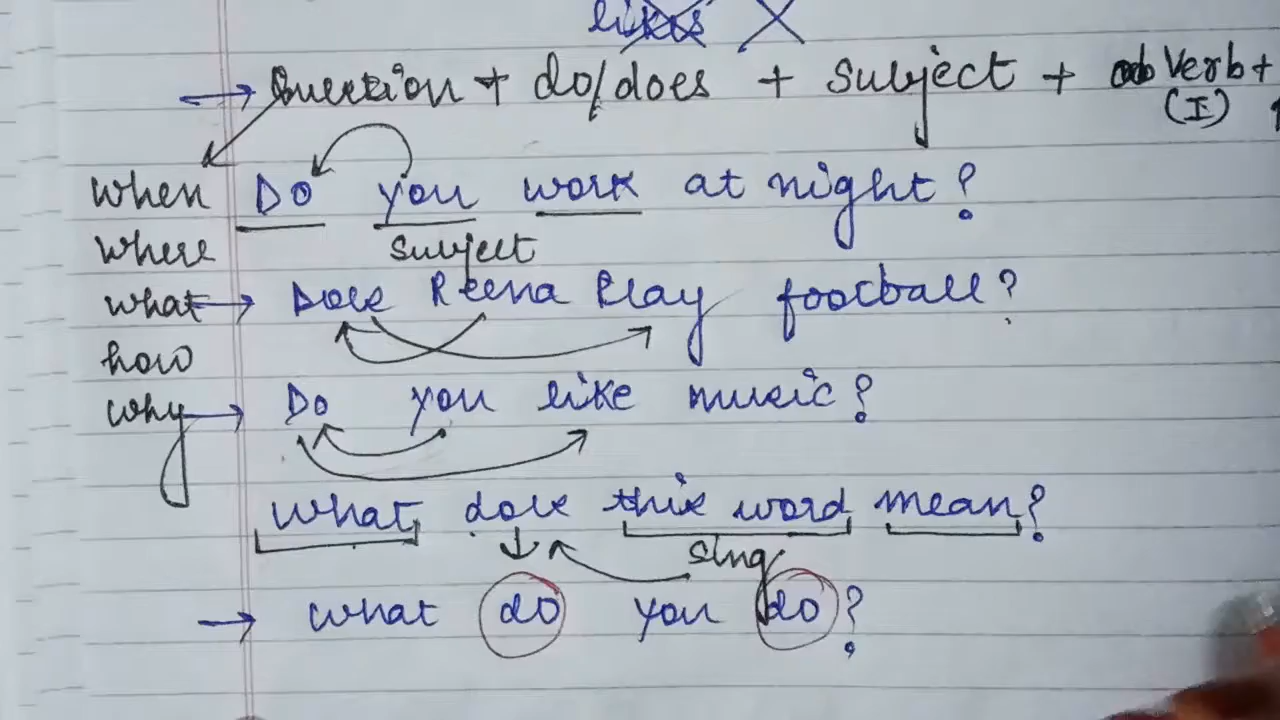 likes X
→ Question + do/does + subject + verb +
(I)
When Do you work at night?
where subject
what → Does Reena Play football?
how
why → Do you like music?
What does this word mean?
sing
→ what do you do?